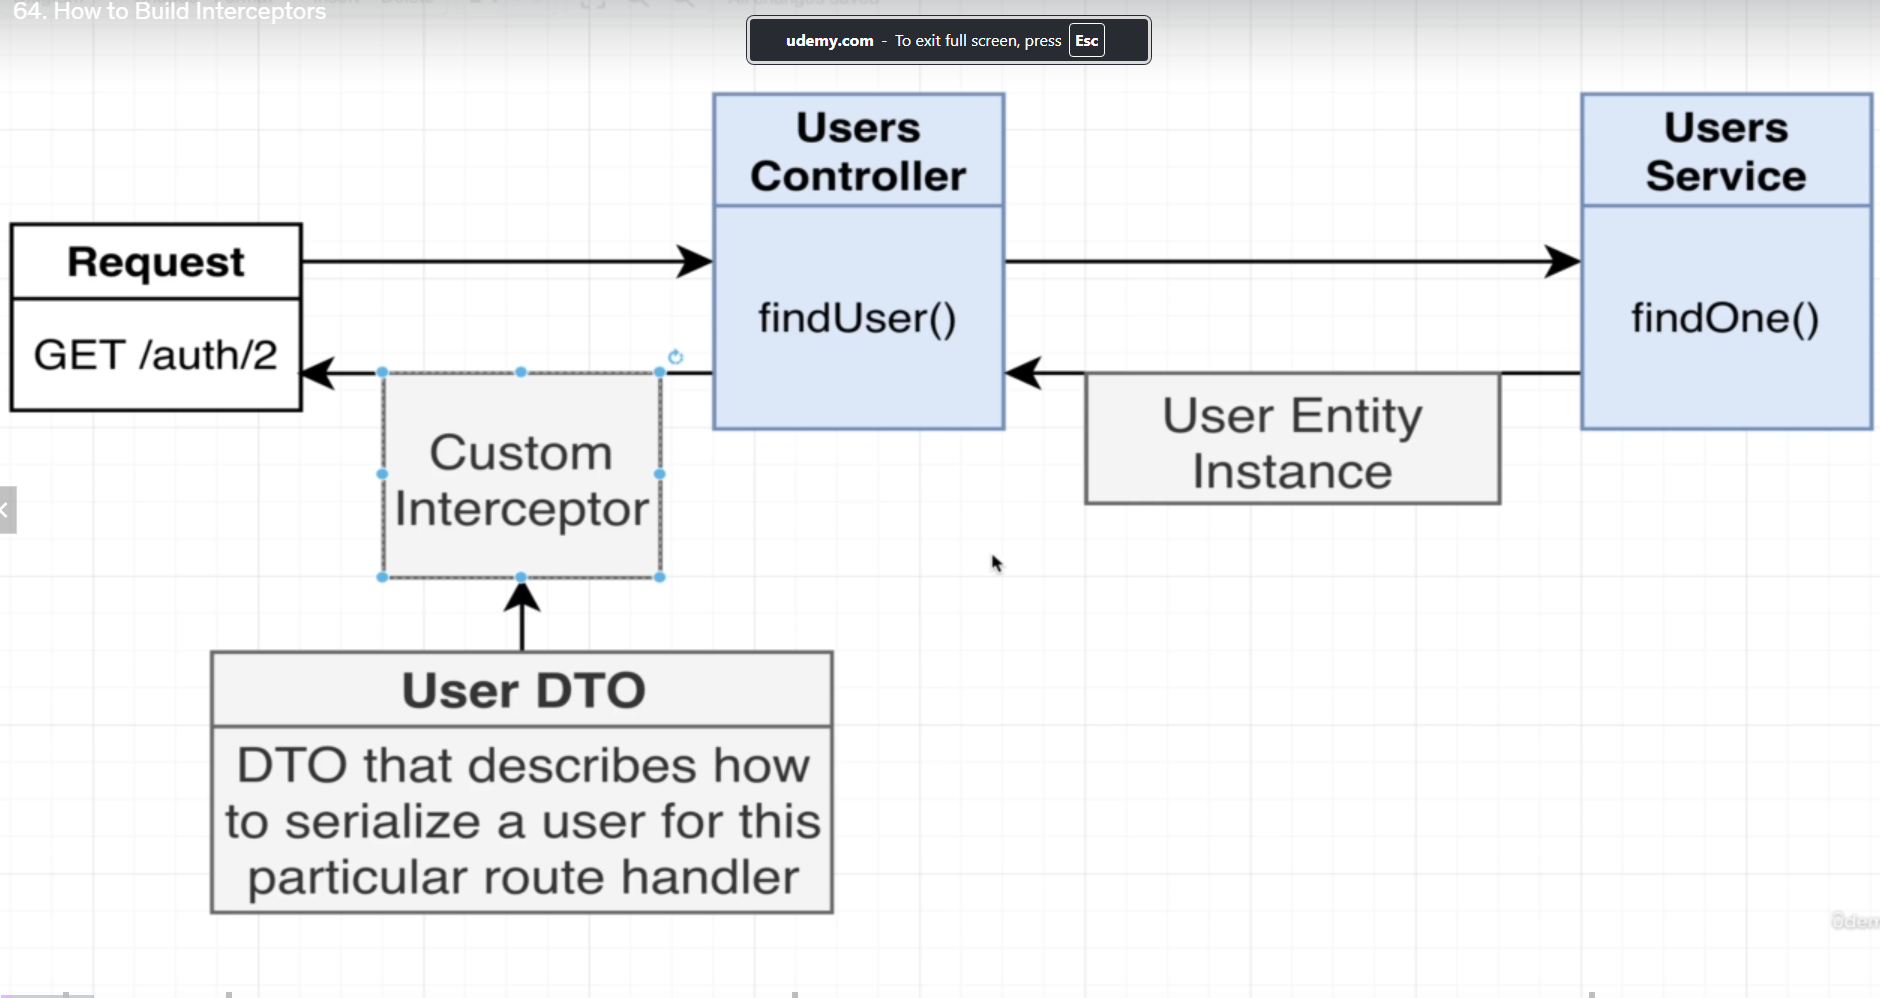 64. How to Build Interceptors
udemy.com - To exit full screen, press Esc
Users
Controller
Users
Service
Request
GET /auth/2
findUser()
findOne()
Custom
Interceptor
User Entity
Instance
User DTO
DTO that describes how
to serialize a user for this
particular route handler